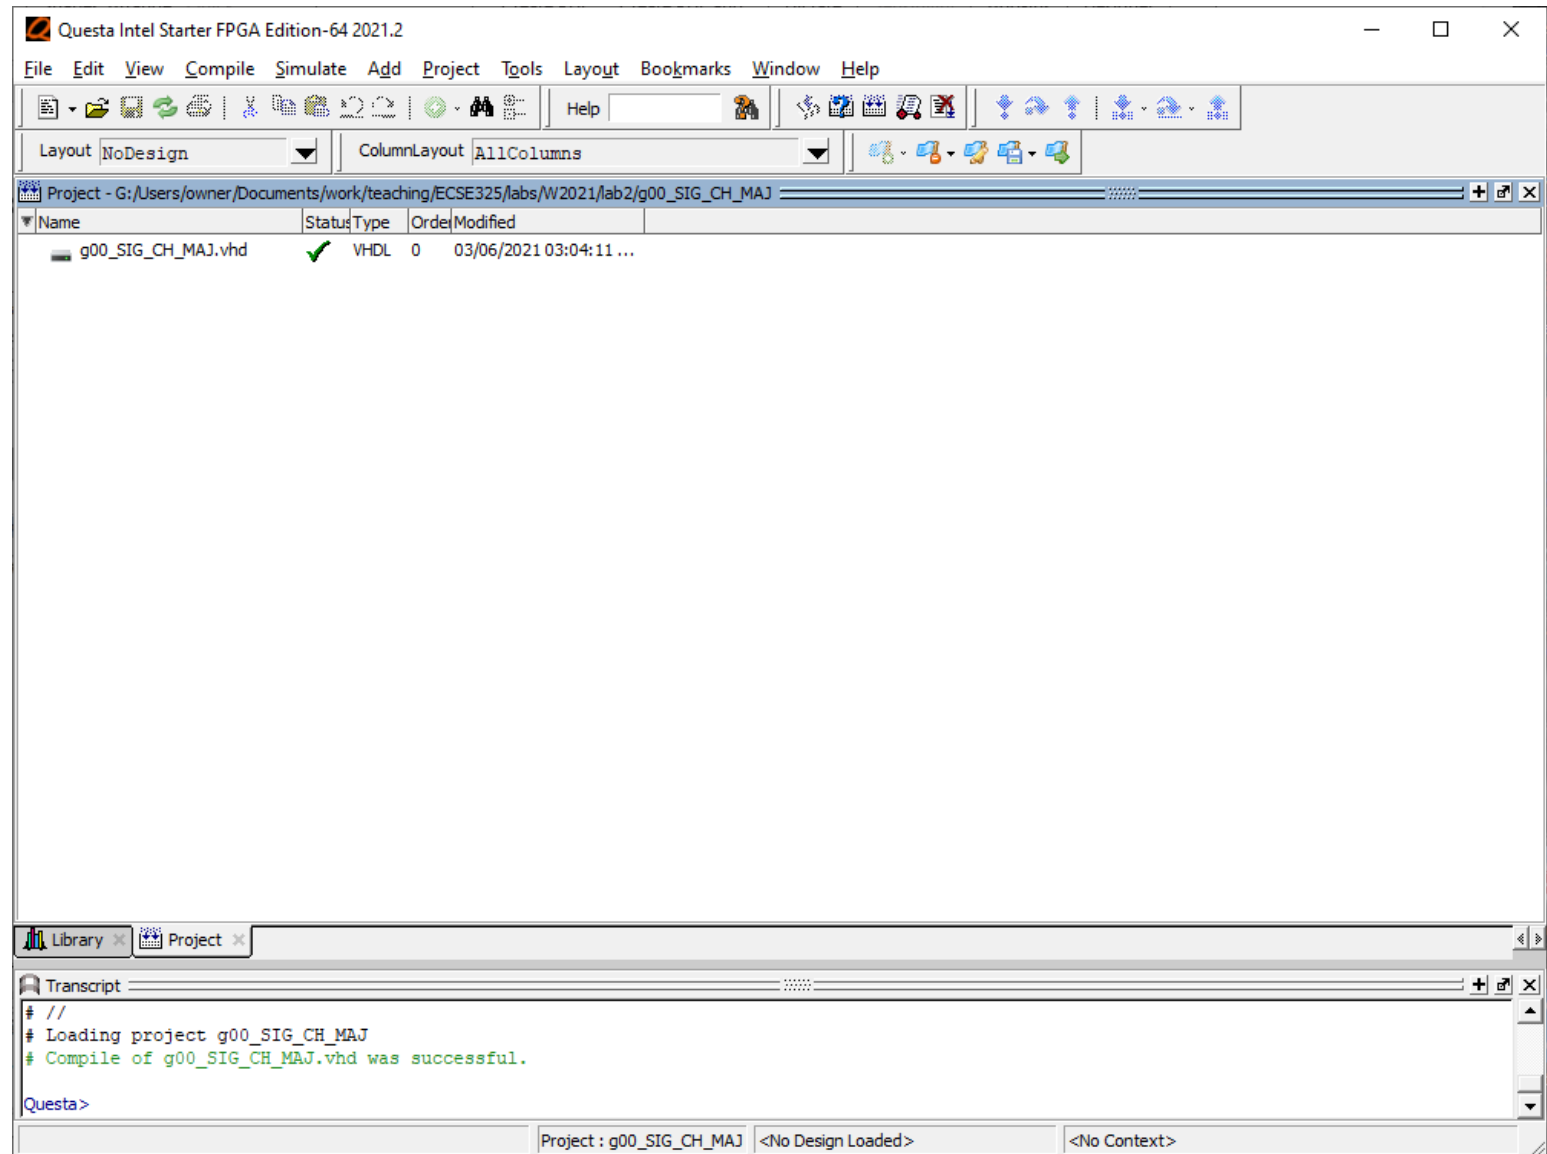 Questa Intel Starter FPGA Edition-64 2021.2
File Edit View Compile Simulate Add Project Tools Layout Bookmarks Window Help
Help
Layout NoDesign ColumnLayout AllColumns
Project - G:/Users/owner/Documents/work/teaching/ECSE325/labs/W2021/lab2/g00_SIG_CH_MAJ
Name Status Type Order Modified
g00_SIG_CH_MAJ.vhd VHDL 0 03/06/2021 03:04:11 ...
Library Project
Transcript
# //
# Loading project g00_SIG_CH_MAJ
# Compile of g00_SIG_CH_MAJ.vhd was successful.
Questa>
Project : g00_SIG_CH_MAJ <No Design Loaded> <No Context>